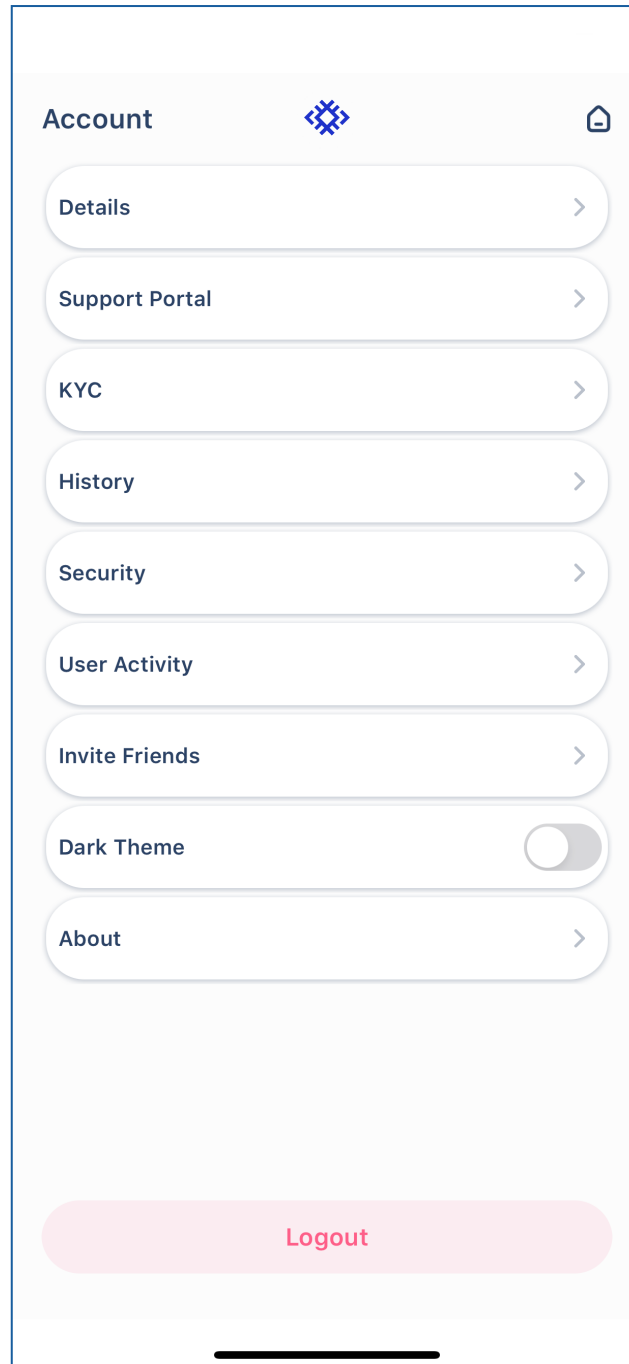 Account
Details
Support Portal
KYC
History
Security
User Activity
Invite Friends
Dark Theme
About
Logout